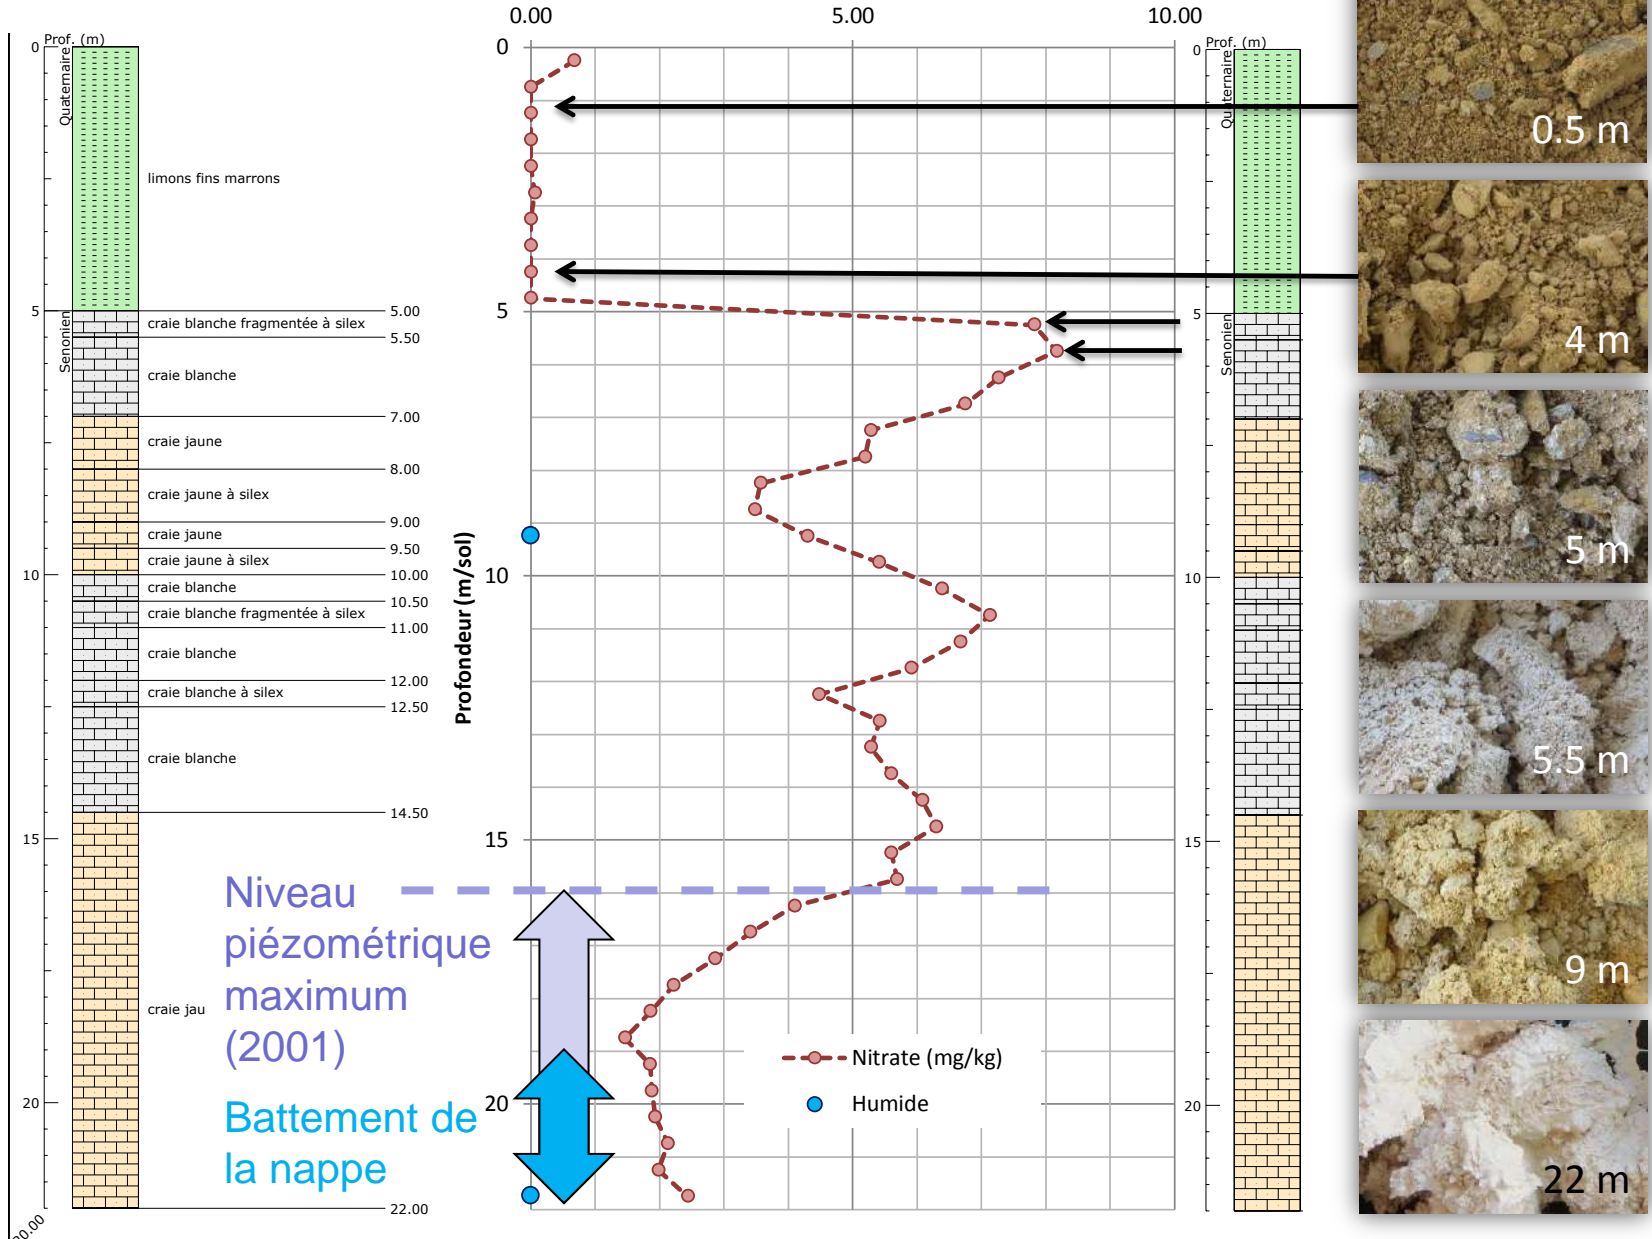 0.00
5.00
10.00
Prof. (m)
0
Quaternaire
limons fins marrons
5
5.00
Senonien
craie blanche fragmentée à silex
5.50
craie blanche
7.00
craie jaune
8.00
craie jaune à silex
9.00
craie jaune
9.50
craie jaune à silex
10
10.00
craie blanche
10.50
craie blanche fragmentée à silex
11.00
craie blanche
12.00
craie blanche à silex
12.50
craie blanche
14.50
15
craie jau
20
22.00
Niveau
piézométrique
maximum
(2001)
Battement de
la nappe
Profondeur (m/sol)
0
5
10
15
20
Nitrate (mg/kg)
Humide
Prof. (m)
0
Quaternaire
5
Senonien
10
15
20
0.5 m
4 m
5 m
5.5 m
9 m
22 m